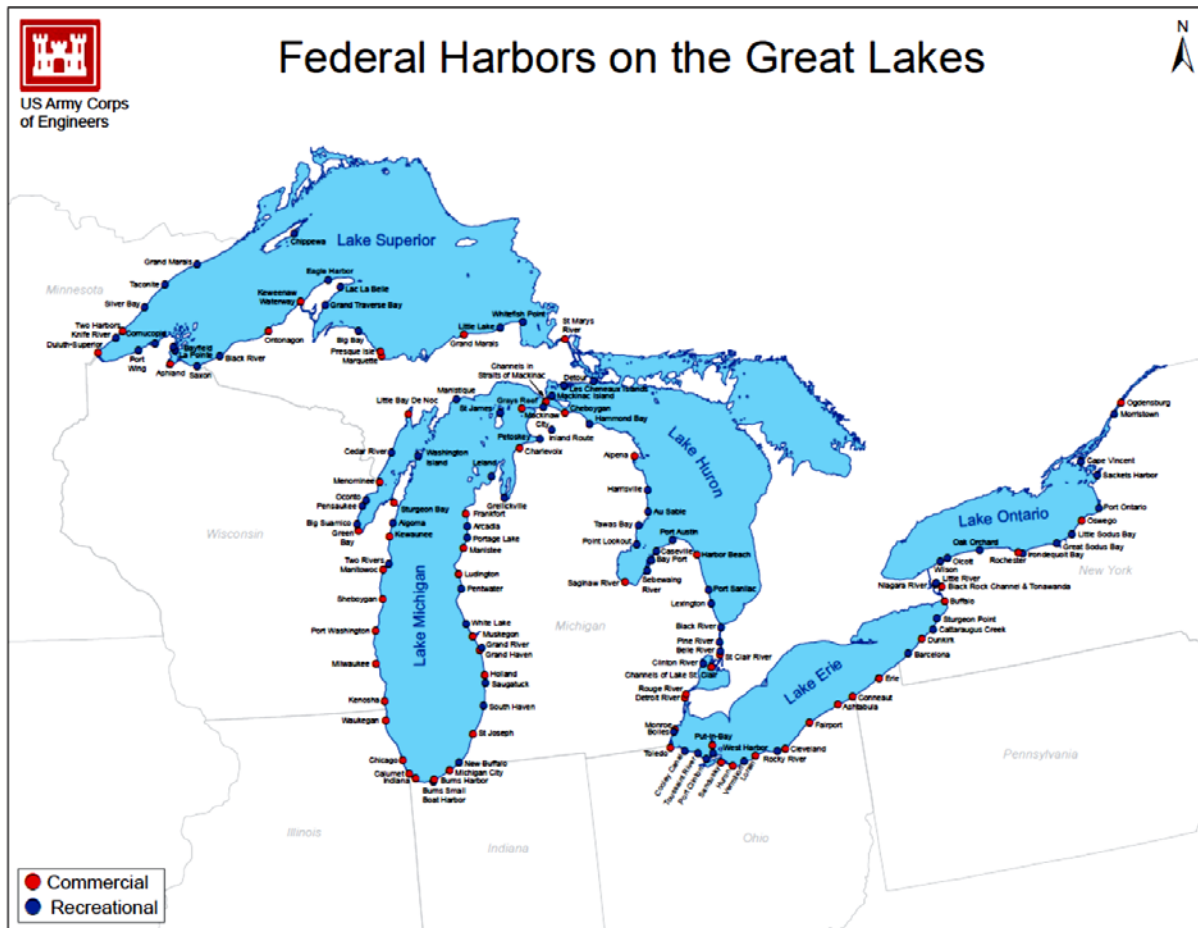 Federal Harbors on the Great Lakes
N
US Army Corps
of Engineers
Lake Superior
Chippewa
Grand Marais
Taconite
Minnesota
Silver Bay
Two Harbors
Knife River
Duluth-Superior
Cornucopia
Port
Wing
Bayfield
La Pointe
Ashland
Saxon
Black River
Ontonagon
Keweenaw
Waterway
Eagle Harbor
Lac La Belle
Grand Traverse Bay
Big Bay
Presque Isle
Marquette
Little Lake
Grand Marais
Whitefish Point
St Marys
River
Channels in
Straits of Mackinac
Detour
Les Cheneaux Islands
Mackinac Island
Manistique
Little Bay De Noc
St James
Grays Reef
Mackinaw
City
Cheboygan
Hammond Bay
Inland Route
Petoskey
Charlevoix
Cedar River
Washington
Island
Leland
Menominee
Oconto
Pensaukee
Sturgeon Bay
Greilickville
Big Suamico
Green
Bay
Algoma
Kewaunee
Frankfort
Arcadia
Portage Lake
Manistee
Wisconsin
Two Rivers
Manitowoc
Ludington
Pentwater
Sheboygan
Port Washington
Milwaukee
Kenosha
Waukegan
Chicago
Calumet
Indiana
Lake Michigan
White Lake
Muskegon
Grand River
Grand Haven
Holland
Saugatuck
South Haven
St Joseph
New Buffalo
Michigan City
Burns Harbor
Burns Small
Boat Harbor
Michigan
Lake Huron
Alpena
Harrisville
Au Sable
Tawas Bay
Point Lookout
Port Austin
Caseville
Bay Port
Harbor Beach
Saginaw River
Sebewaing
River
Port Sanilac
Lexington
Black River
Pine River
Belle River
St Clair River
Clinton River
Channels of Lake St. Clair
Rouge River
Detroit River
Monroe
Bolles
Toledo
Put-In-Bay
West Harbor
Cooley Canal
Toussaint River
Port Clinton
Sandusky
Huron
Vermilion
Lorain
Rocky River
Cleveland
Fairport
Ashtabula
Conneaut
Erie
Lake Erie
Barcelona
Dunkirk
Cattaraugus Creek
Sturgeon Point
Buffalo
Black Rock Channel & Tonawanda
Little River
Niagara River
Wilson
Olcott
Oak Orchard
Rochester
Irondequoit Bay
Great Sodus Bay
Little Sodus Bay
Oswego
Port Ontario
Lake Ontario
Sackets Harbor
Cape Vincent
Morristown
Ogdensburg
New York
Pennsylvania
Ohio
Indiana
Illinois
Commercial
Recreational